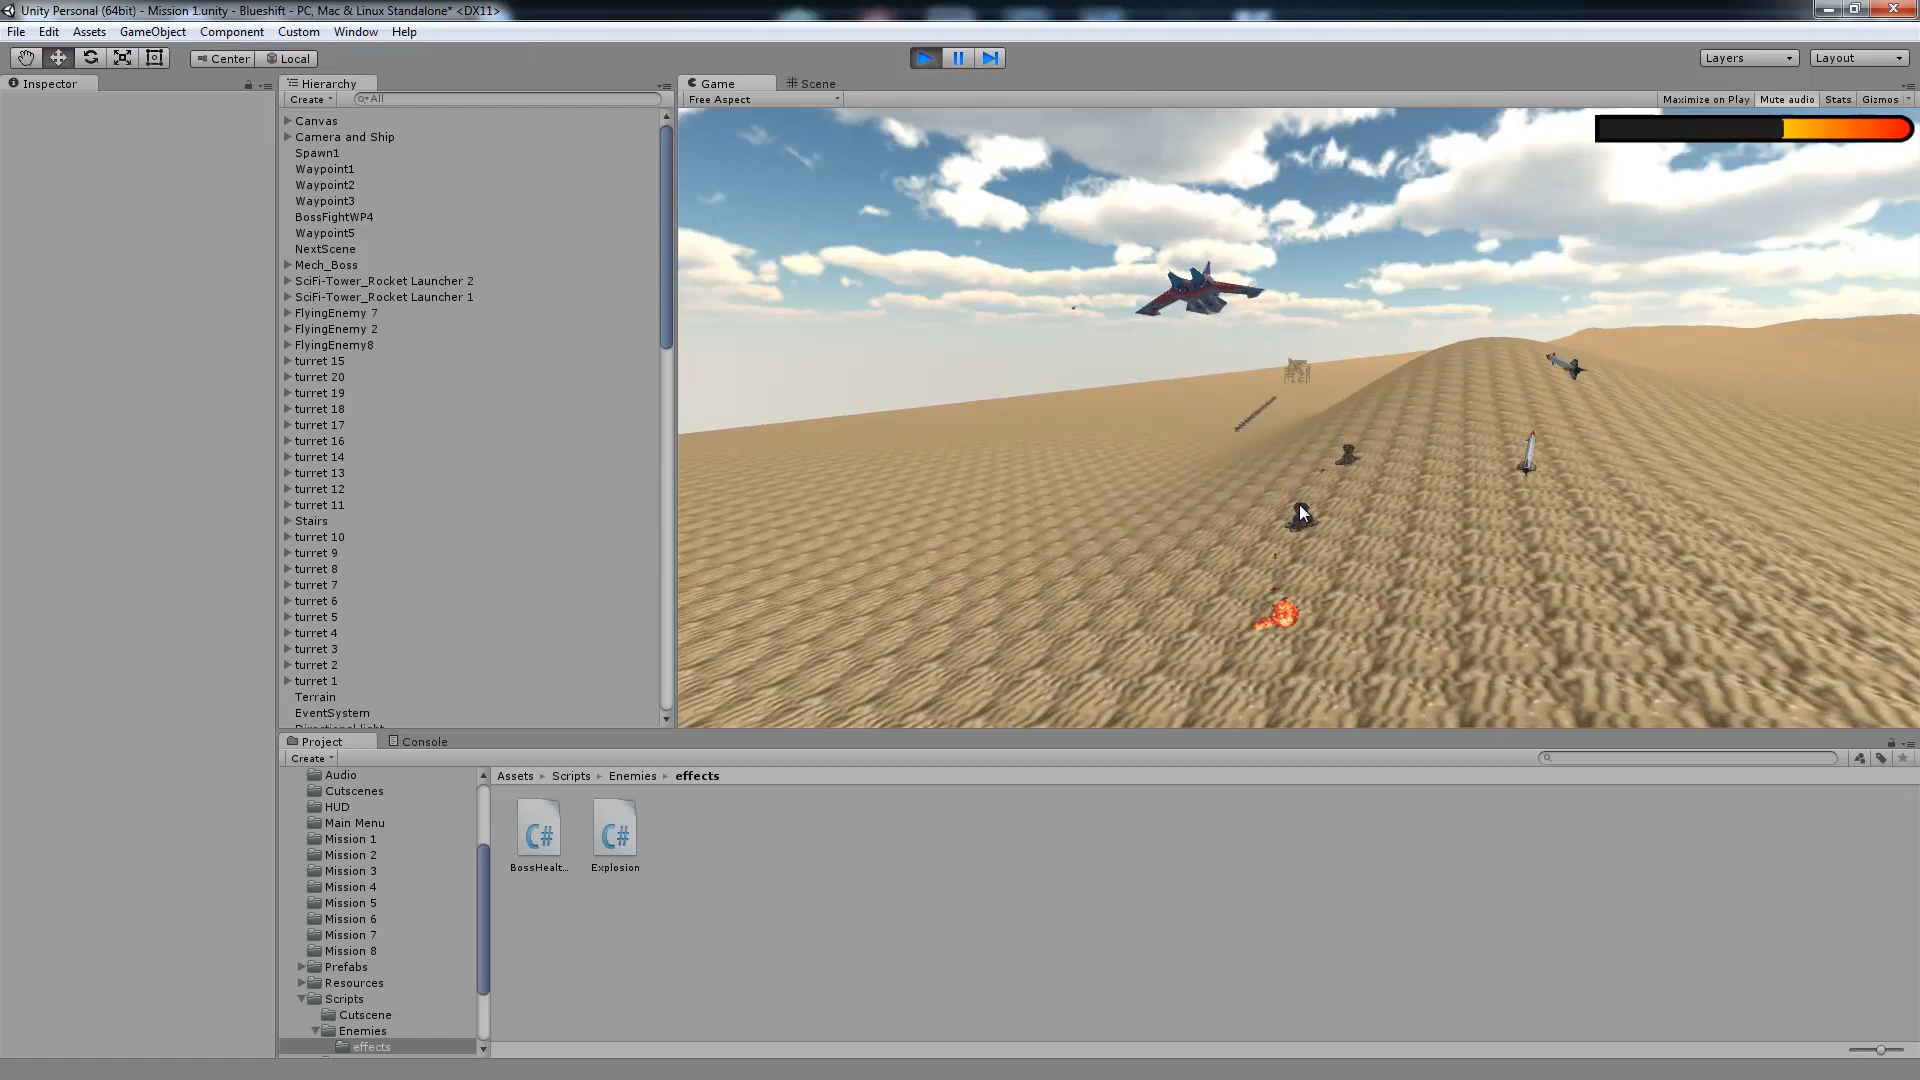 Unity Personal (64bit) - Mission 1.unity - Blueshift - PC, Mac & Linux Standalone* <DX11>
File Edit Assets GameObject Component Custom Window Help
Center Local Layers Layout
Inspector
Hierarchy
Create All
Canvas
Camera and Ship
Spawn1
Waypoint1
Waypoint2
Waypoint3
BossFightWP4
Waypoint5
NextScene
Mech_Boss
SciFi-Tower_Rocket Launcher 2
SciFi-Tower_Rocket Launcher 1
FlyingEnemy 7
FlyingEnemy 2
FlyingEnemy8
turret 15
turret 20
turret 19
turret 18
turret 17
turret 16
turret 14
turret 13
turret 12
turret 11
Stairs
turret 10
turret 9
turret 8
turret 7
turret 6
turret 5
turret 4
turret 3
turret 2
turret 1
Terrain
EventSystem
Directional light
Game Scene
Free Aspect Maximize on Play Mute audio Stats Gizmos
Project Console
Create
Audio
Cutscenes
HUD
Main Menu
Mission 1
Mission 2
Mission 3
Mission 4
Mission 5
Mission 6
Mission 7
Mission 8
Prefabs
Resources
Scripts
Cutscene
Enemies
effects
Assets Scripts Enemies effects
C# C#
BossHealt... Explosion